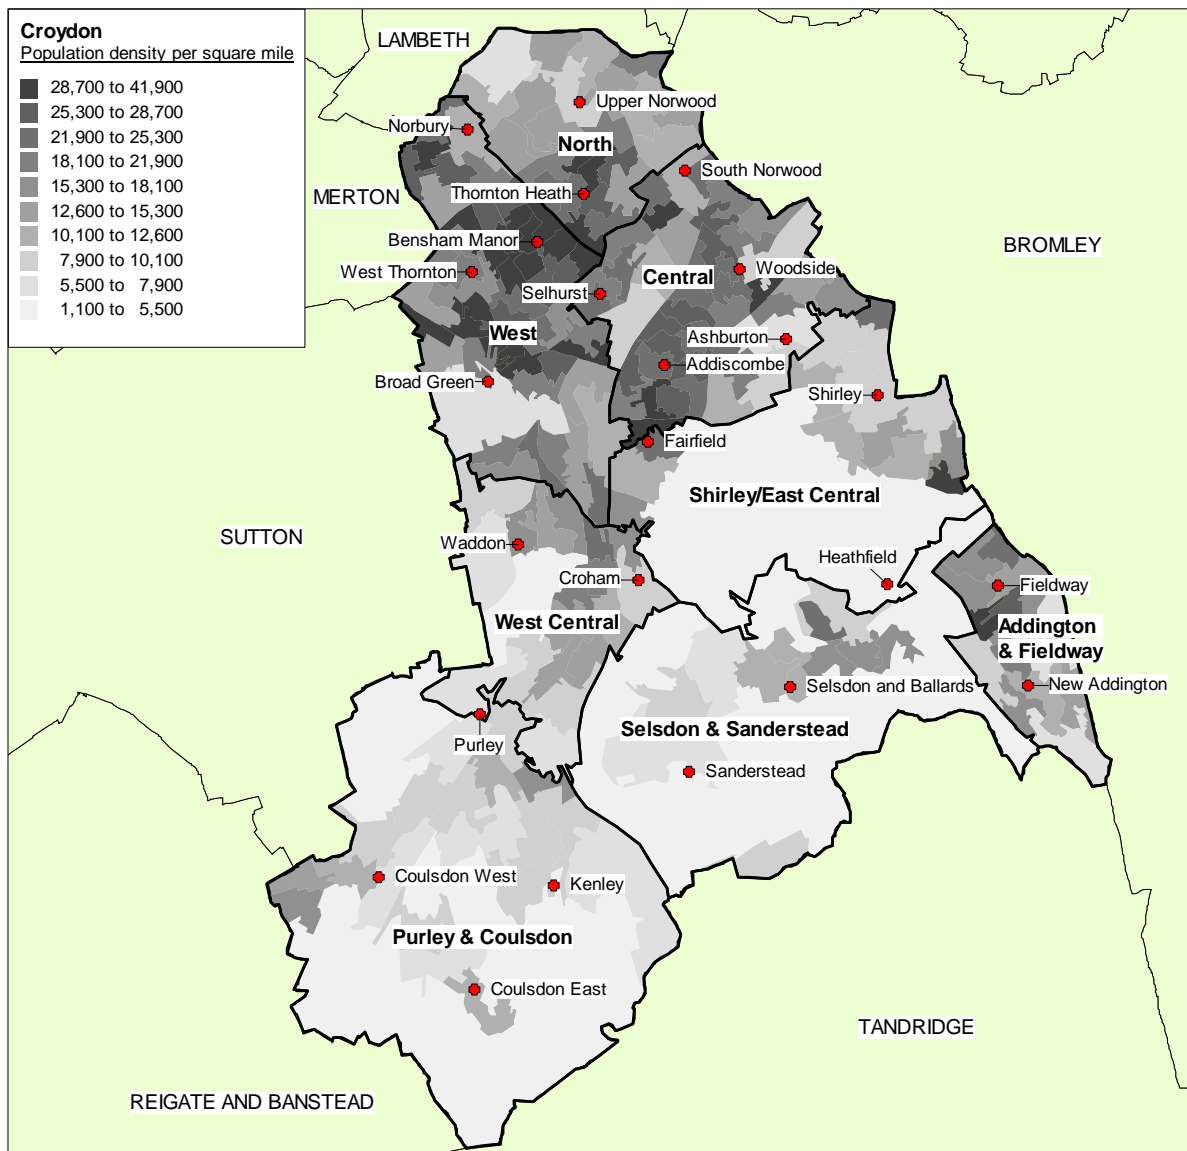 Croydon
Population density per square mile
28,700 to 41,900
25,300 to 28,700
21,900 to 25,300
18,100 to 21,900
15,300 to 18,100
12,600 to 15,300
10,100 to 12,600
7,900 to 10,100
5,500 to 7,900
1,100 to 5,500
LAMBETH
Upper Norwood
Norbury
North
South Norwood
MERTON
Thornton Heath
Bensham Manor
BROMLEY
West Thornton
Woodside
Central
Selhurst
West
Ashburton
Addiscombe
Broad Green
Shirley
Fairfield
Shirley/East Central
SUTTON
Waddon
Heathfield
Croham
Fieldway
West Central
Addington
& Fieldway
Selsdon and Ballards
New Addington
Selsdon & Sanderstead
Purley
Sanderstead
Coulsdon West
Kenley
Purley & Coulsdon
Coulsdon East
TANDRIDGE
REIGATE AND BANSTEAD